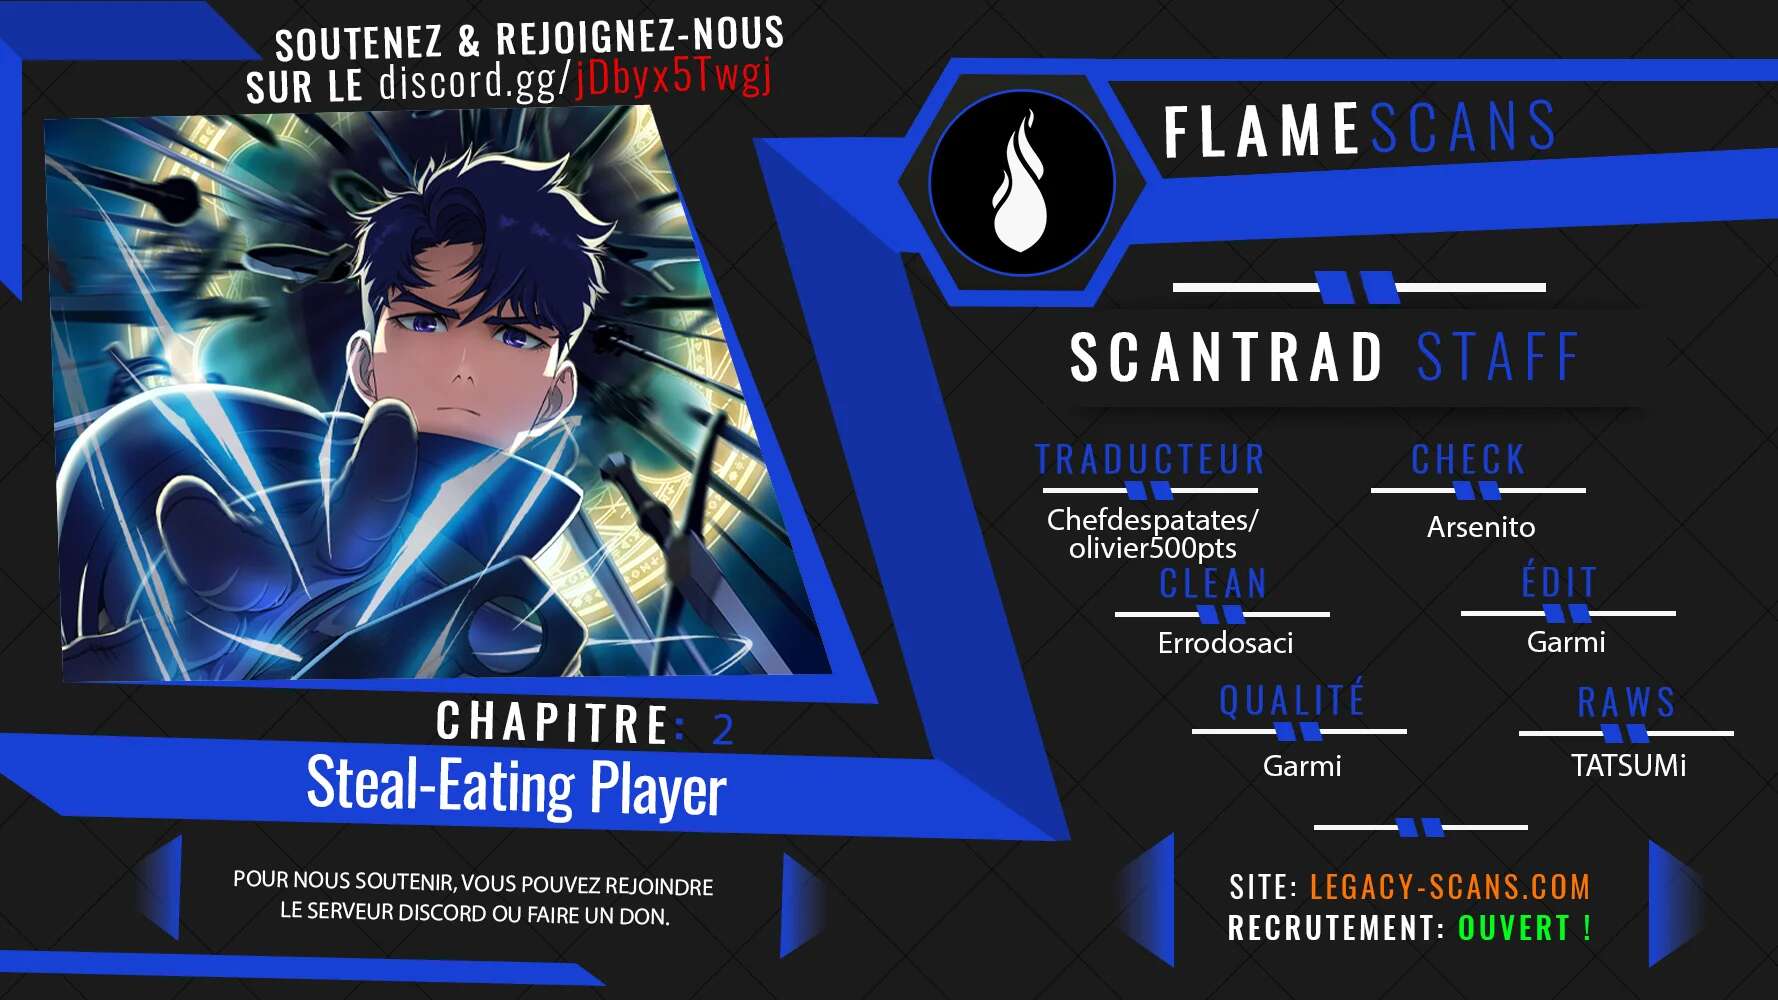 SOUTENEZ & REJOIGNEZ-NOUS
SUR LE discord.gg/jDbyx5Twgj
FLAMESCANS
SCANTRAD STAFF
TRADUCTEUR
Chefdespatates/
olivier500pts
CHECK
Arsenito
CLEAN
Errodosaci
ÉDIT
Garmi
QUALITÉ
Garmi
RAWS
TATSUMi
CHAPITRE: 2
Steal-Eating Player
POUR NOUS SOUTENIR, VOUS POUVEZ REJOINDRE
LE SERVEUR DISCORD OU FAIRE UN DON.
SITE: LEGACY-SCANS.COM
RECRUTEMENT: OUVERT !